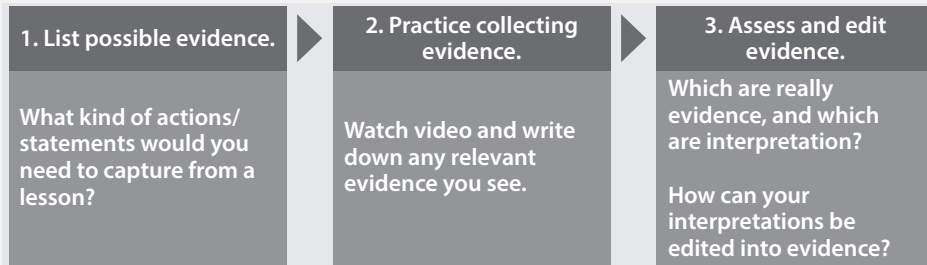 1. List possible evidence.
What kind of actions/
statements would you
need to capture from a
lesson?
2. Practice collecting
evidence.
Watch video and write
down any relevant
evidence you see.
3. Assess and edit
evidence.
Which are really
evidence, and which
are interpretation?
How can your
interpretations be
edited into evidence?